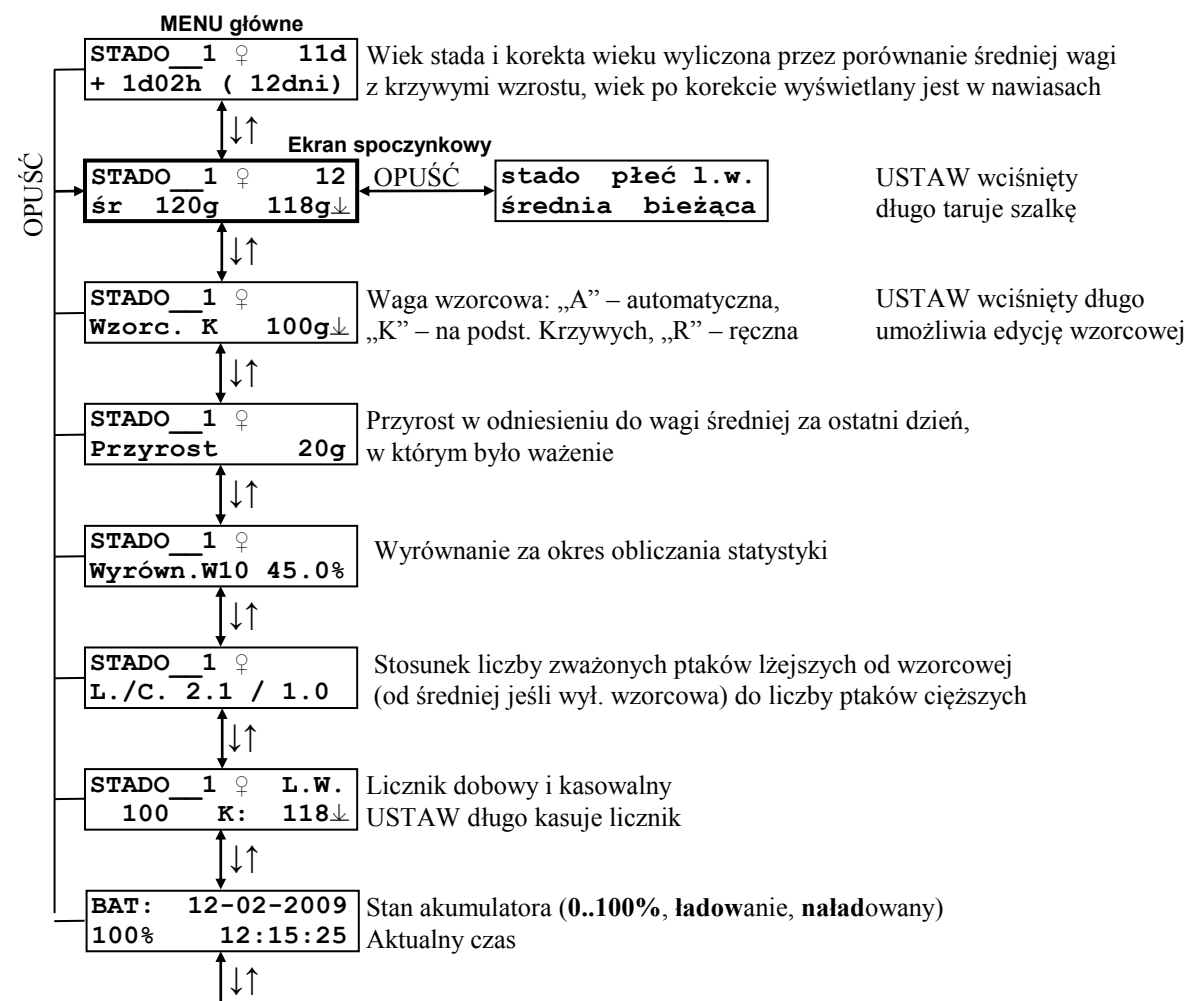 MENU główne
STADO__1 ♀ 11d
+ 1d02h ( 12dni)
Wiek stada i korekta wieku wyliczona przez porównanie średniej wagi
z krzywymi wzrostu, wiek po korekcie wyświetlany jest w nawiasach
↓↑
Ekran spoczynkowy
OPUŚĆ
STADO__1 ♀ 12
śr 120g 118g↓
OPUŚĆ
stado płeć l.w.
średnia bieżąca
USTAW wciśnięty
długo taruje szalkę
↓↑
STADO__1 ♀
Wzorc. K 100g↓
Waga wzorcowa: „A” – automatyczna,
„K” – na podst. Krzywych, „R” – ręczna
USTAW wciśnięty długo
umożliwia edycję wzorcowej
↓↑
STADO__1 ♀
Przyrost 20g
Przyrost w odniesieniu do wagi średniej za ostatni dzień,
w którym było ważenie
↓↑
STADO__1 ♀
Wyrówn.W10 45.0%
Wyrównanie za okres obliczania statystyki
↓↑
STADO__1 ♀
L./C. 2.1 / 1.0
Stosunek liczby zważonych ptaków lżejszych od wzorcowej
(od średniej jeśli wył. wzorcowa) do liczby ptaków cięższych
↓↑
STADO__1 ♀ L.W.
100 K: 118↓
Licznik dobowy i kasowalny
USTAW długo kasuje licznik
↓↑
BAT: 12-02-2009
100% 12:15:25
Stan akumulatora (0..100%, ładowanie, naładowany)
Aktualny czas
↓↑